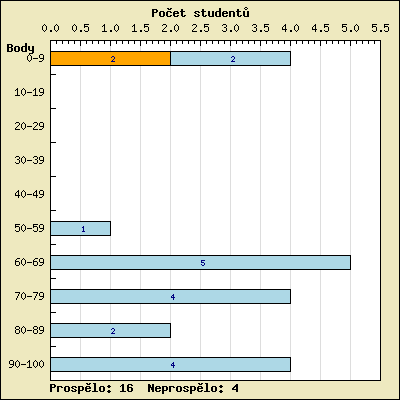 Počet studentů
0.0 0.5 1.0 1.5 2.0 2.5 3.0 3.5 4.0 4.5 5.0 5.5
Body
0-9 2 2
10-19
20-29
30-39
40-49
50-59 1
60-69 5
70-79 4
80-89 2
90-100 4
Prospělo: 16 Neprospělo: 4